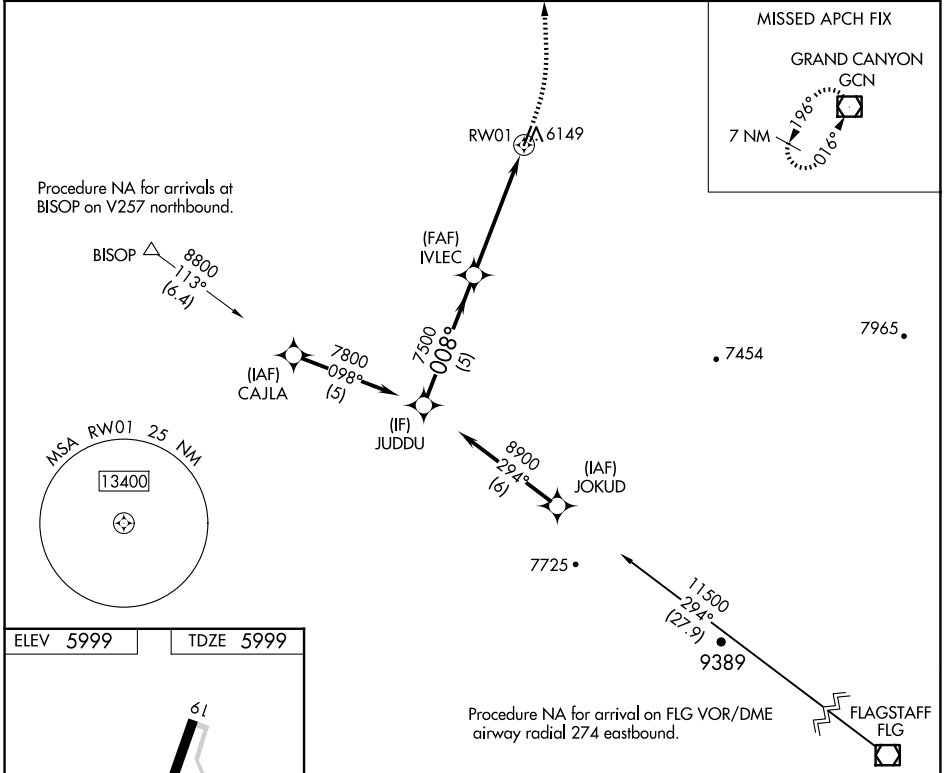 MISSED APCH FIX
GRAND CANYON
GCN
196°
016°
7 NM
RW01
6149
Procedure NA for arrivals at
BISOP on V257 northbound.
BISOP
8800
113°
(6.4)
(FAF)
IVLEC
7500
008°
(5)
7965
7454
(IAF)
CAJLA
7800
098°
(5)
(IF)
JUDDU
MSA RW01 25 NM
13400
8900
294°
(6)
(IAF)
JOKUD
7725
11500
294°
(27.9)
9389
ELEV 5999
TDZE 5999
19
Procedure NA for arrival on FLG VOR/DME
airway radial 274 eastbound.
FLAGSTAFF
FLG